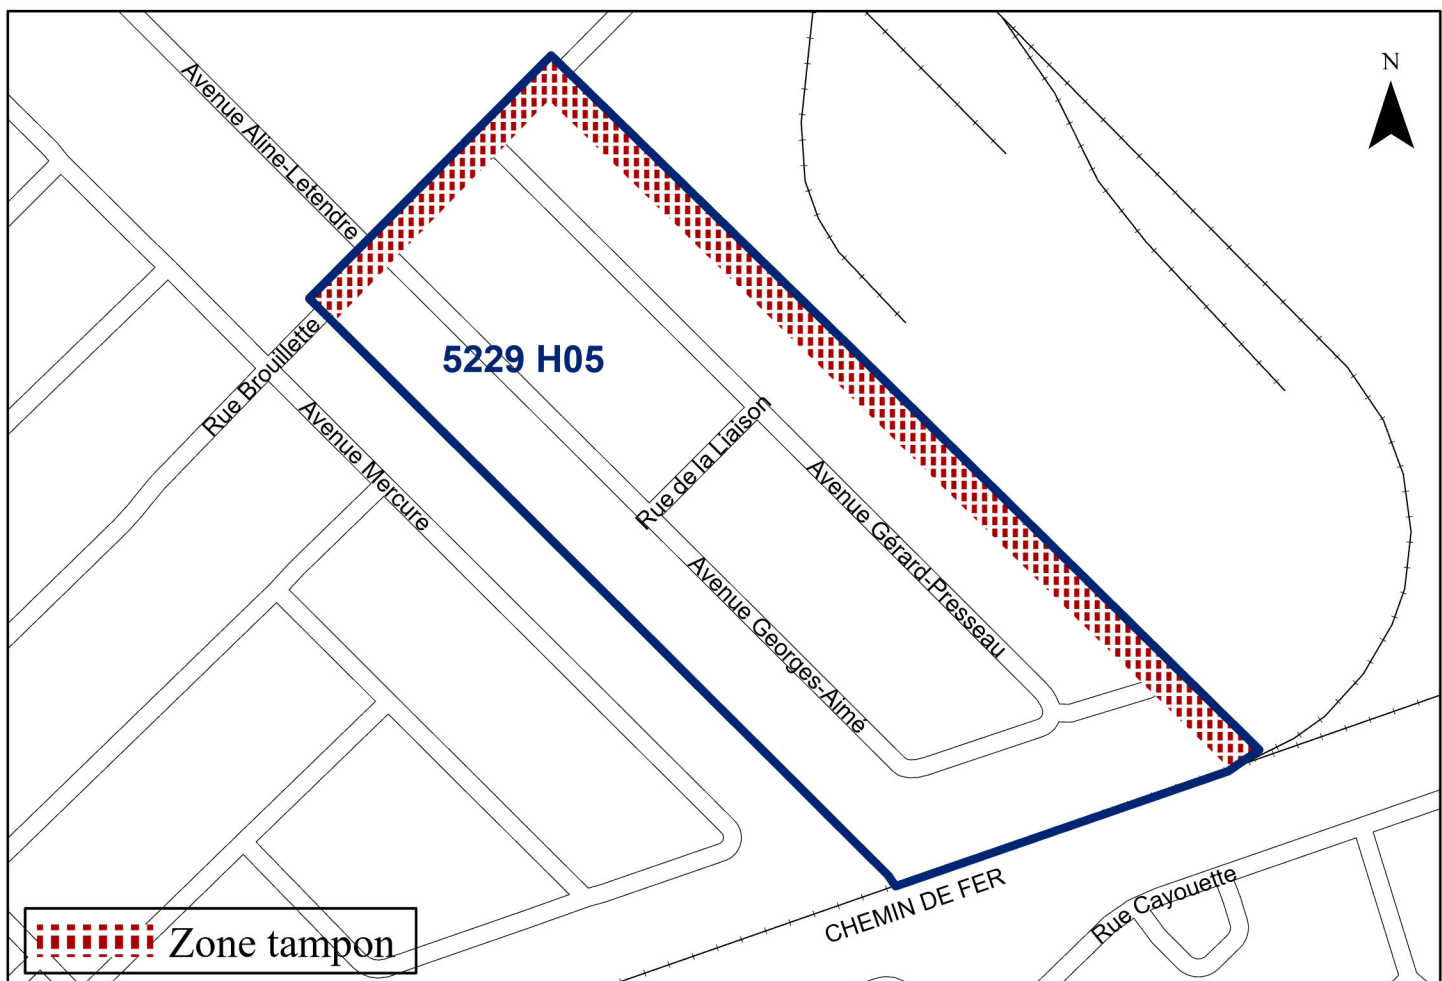 N
Avenue Aline-Letendre
5229 H05
Rue Brouillette
Avenue Mercure
Rue de la Liaison
Avenue Gérard-Presseau
Avenue Georges-Aimé
CHEMIN DE FER
Rue Cayouette
Zone tampon